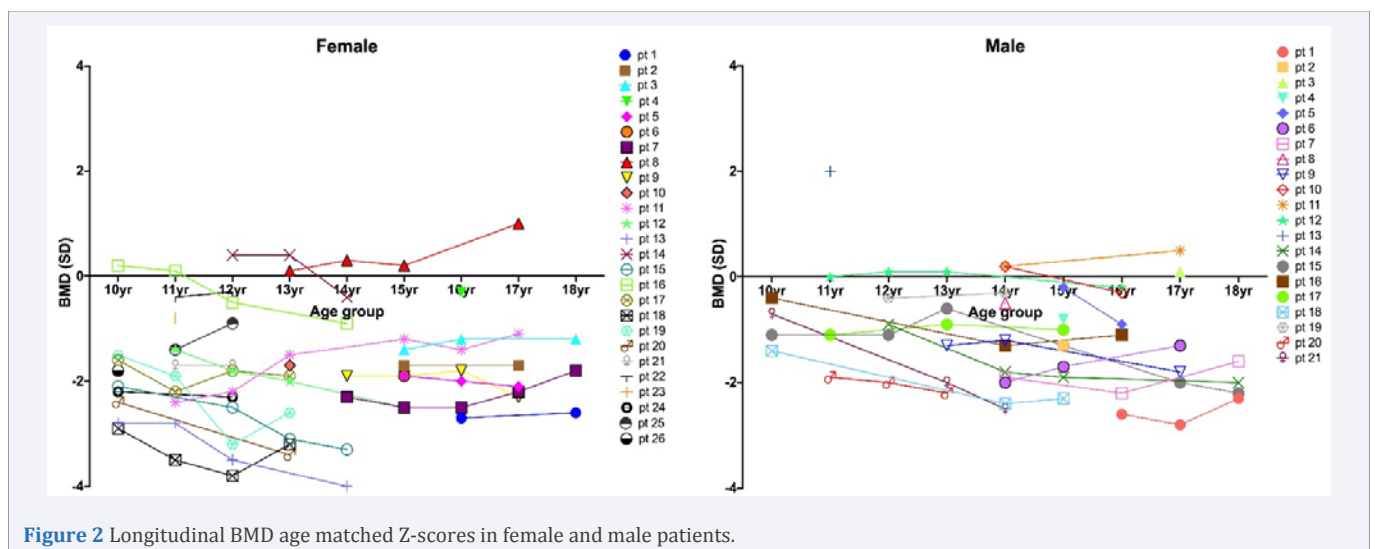 Female
4
2
0
-2
-4
BMD (SD)
10yr 11yr 12yr 13yr 14yr 15yr 16yr 17yr 18yr
Age group
pt 1
pt 2
pt 3
pt 4
pt 5
pt 6
pt 7
pt 8
pt 9
pt 10
pt 11
pt 12
pt 13
pt 14
pt 15
pt 16
pt 17
pt 18
pt 19
pt 20
pt 21
pt 22
pt 23
pt 24
pt 25
pt 26
Male
4
2
0
-2
-4
BMD (SD)
10yr 11yr 12yr 13yr 14yr 15yr 16yr 17yr 18yr
Age group
pt 1
pt 2
pt 3
pt 4
pt 5
pt 6
pt 7
pt 8
pt 9
pt 10
pt 11
pt 12
pt 13
pt 14
pt 15
pt 16
pt 17
pt 18
pt 19
pt 20
pt 21
Figure 2 Longitudinal BMD age matched Z-scores in female and male patients.